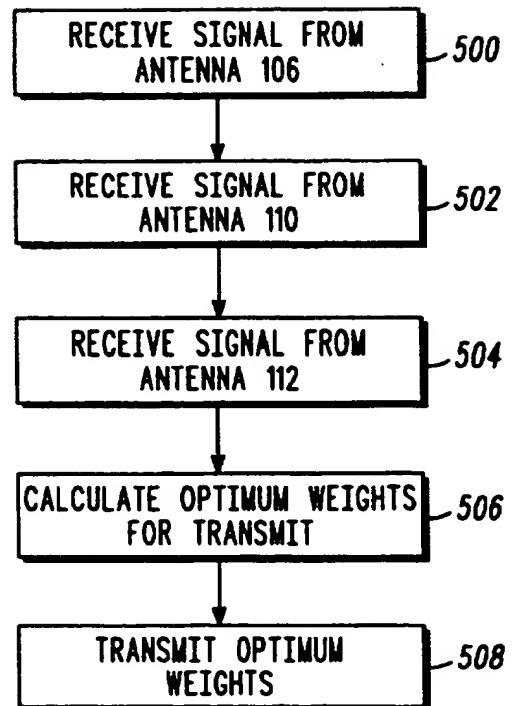 RECEIVE SIGNAL FROM
ANTENNA 106
500
RECEIVE SIGNAL FROM
ANTENNA 110
502
RECEIVE SIGNAL FROM
ANTENNA 112
504
CALCULATE OPTIMUM WEIGHTS
FOR TRANSMIT
506
TRANSMIT OPTIMUM
WEIGHTS
508